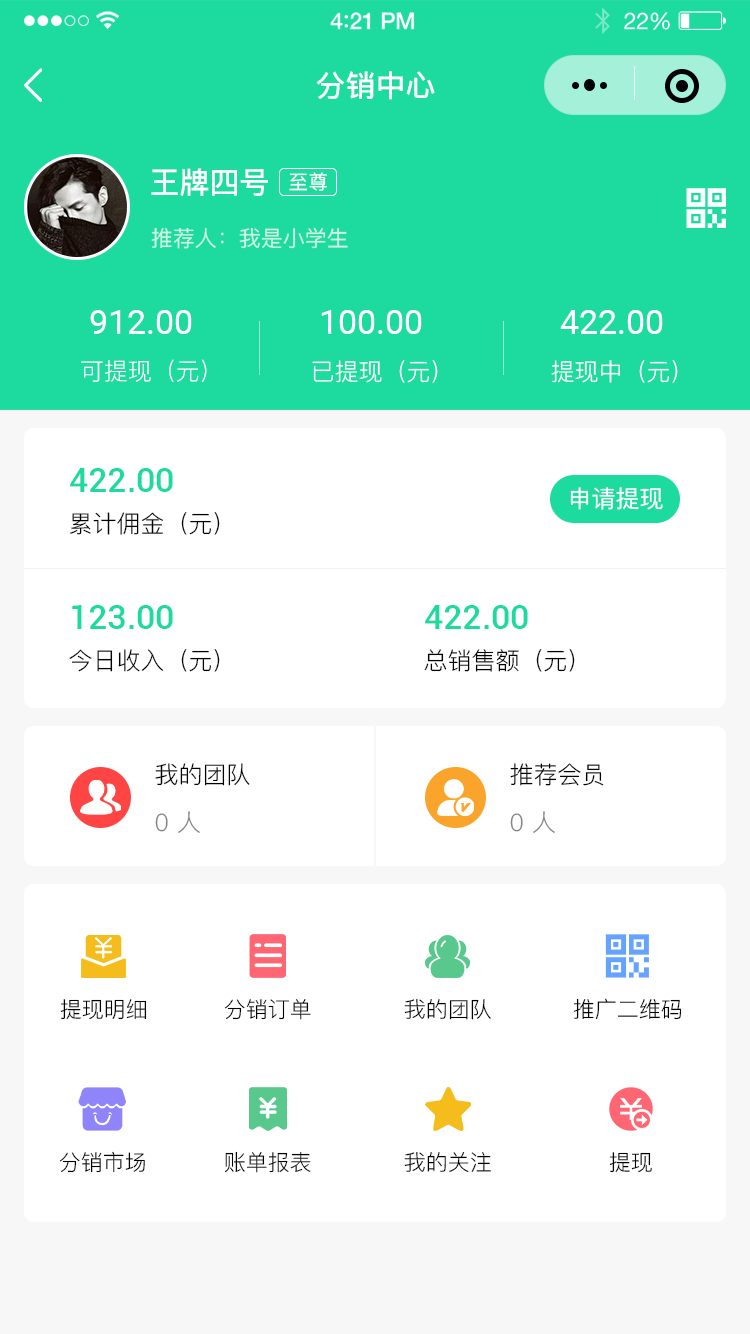 4:21 PM 22%
分销中心
王牌四号 至尊
推荐人：我是小学生
912.00 100.00 422.00
可提现（元） 已提现（元） 提现中（元）
422.00
申请提现
累计佣金（元）
123.00 422.00
今日收入（元） 总销售额（元）
我的团队 推荐会员
0 人 0 人
提现明细 分销订单 我的团队 推广二维码
分销市场 账单报表 我的关注 提现